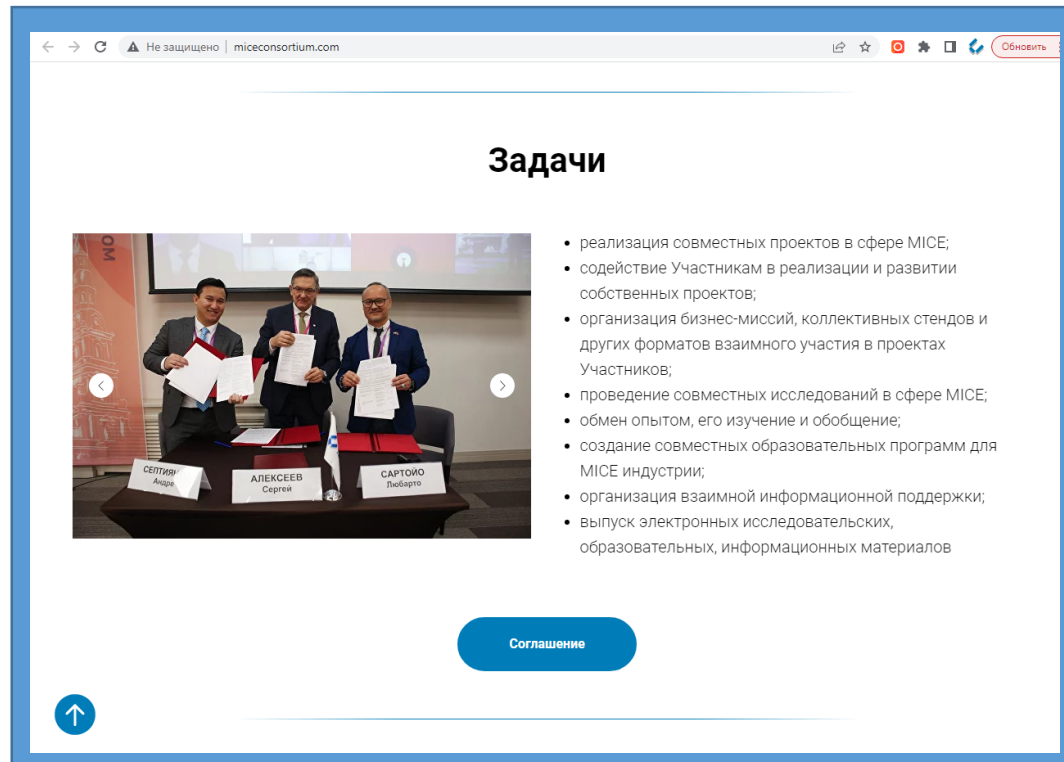 Не защищено | miceconsortium.com
Обновить
Задачи
МОС
СЕПТИЯН
Андре
АЛЕКСЕЕВ
Сергей
САРТОЙО
Любарто
• реализация совместных проектов в сфере MICE;
• содействие Участникам в реализации и развитии
собственных проектов;
• организация бизнес-миссий, коллективных стендов и
других форматов взаимного участия в проектах
Участников;
• проведение совместных исследований в сфере MICE;
• обмен опытом, его изучение и обобщение;
• создание совместных образовательных программ для
MICE индустрии;
• организация взаимной информационной поддержки;
• выпуск электронных исследовательских,
образовательных, информационных материалов
Соглашение